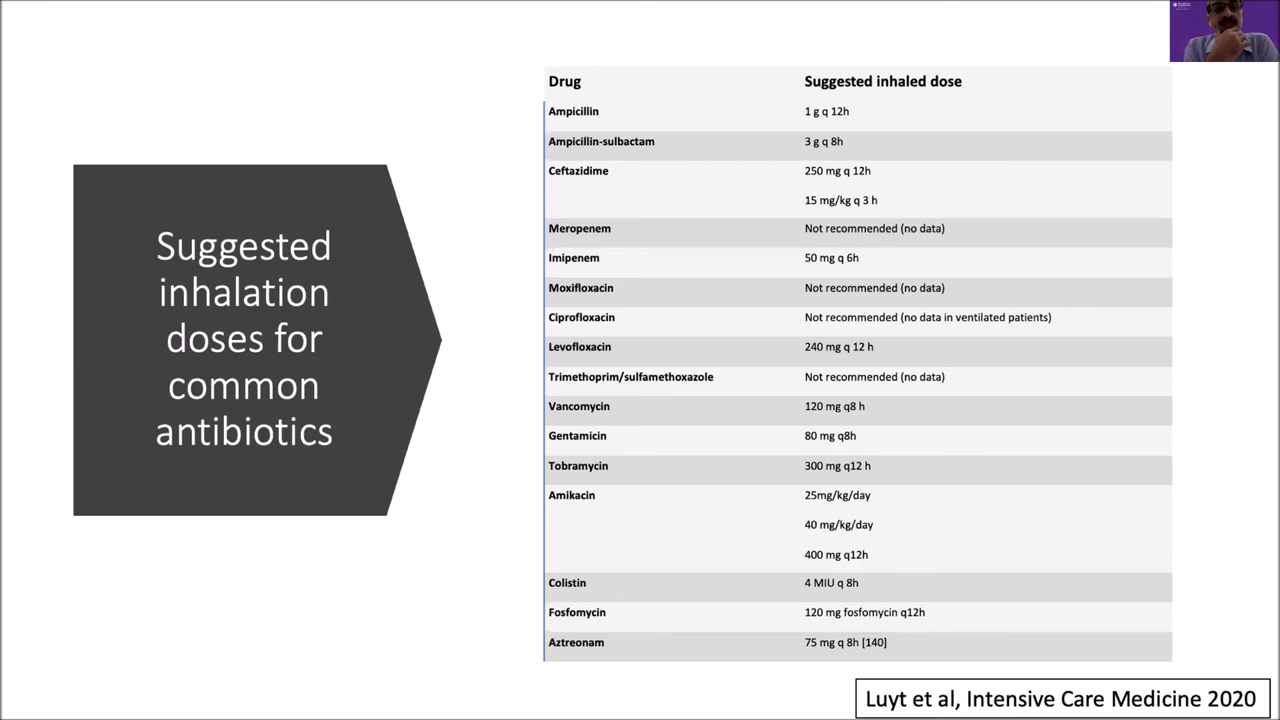 Suggested
inhalation
doses for
common
antibiotics
Drug Suggested inhaled dose
Ampicillin 1 g q 12h
Ampicillin-sulbactam 3 g q 8h
Ceftazidime 250 mg q 12h
15 mg/kg q 3 h
Meropenem Not recommended (no data)
Imipenem 50 mg q 6h
Moxifloxacin Not recommended (no data)
Ciprofloxacin Not recommended (no data in ventilated patients)
Levofloxacin 240 mg q 12 h
Trimethoprim/sulfamethoxazole Not recommended (no data)
Vancomycin 120 mg q8 h
Gentamicin 80 mg q8h
Tobramycin 300 mg q12 h
Amikacin 25mg/kg/day
40 mg/kg/day
400 mg q12h
Colistin 4 MIU q 8h
Fosfomycin 120 mg fosfomycin q12h
Aztreonam 75 mg q 8h [140]
Luyt et al, Intensive Care Medicine 2020